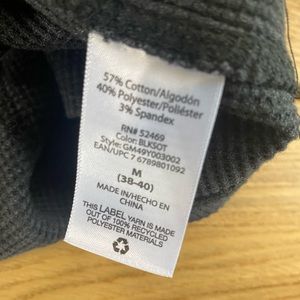 57% Cotton/Algodón
40% Polyester/Poliéster
3% Spandex
RN# 52469
Color: BLKSOT
Style: GM49Y003002
EAN/UPC 7 6789801092
M
(38-40)
MADE IN/HECHO EN
CHINA
THIS LABEL YARN IS MADE
OUT OF 100% RECYCLED
POLYESTER MATERIALS